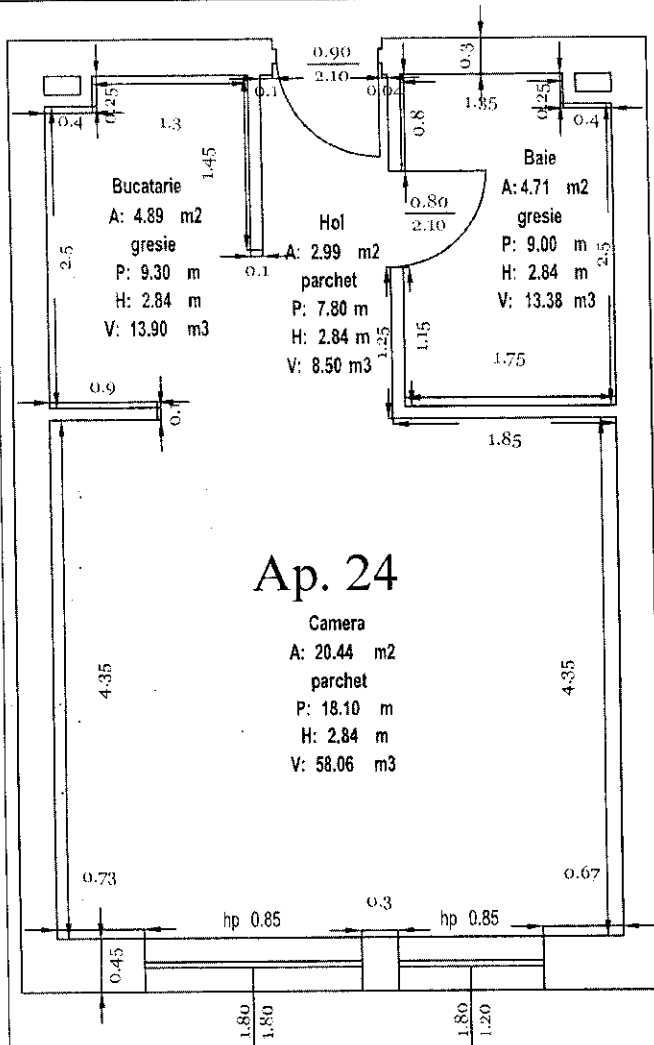 0.90
2.10
0.3
0.1
0.04
0.25
0.4
1.3
1.45
0.8
1.35
0.25
0.4
Bucatarie
A: 4.89 m2
gresie
P: 9.30 m
H: 2.84 m
V: 13.90 m3
2.5
0.1
Hol
A: 2.99 m2
parchet
P: 7.80 m
H: 2.84 m
V: 8.50 m3
0.80
2.10
Baie
A: 4.71 m2
gresie
P: 9.00 m
H: 2.84 m
V: 13.38 m3
2.5
1.25
1.15
1.75
0.9
0.1
1.85
Ap. 24
Camera
A: 20.44 m2
parchet
P: 18.10 m
H: 2.84 m
V: 58.06 m3
4.35
4.35
0.73
0.3
0.67
hp 0.85
hp 0.85
0.45
1.80
1.80
1.80
1.20